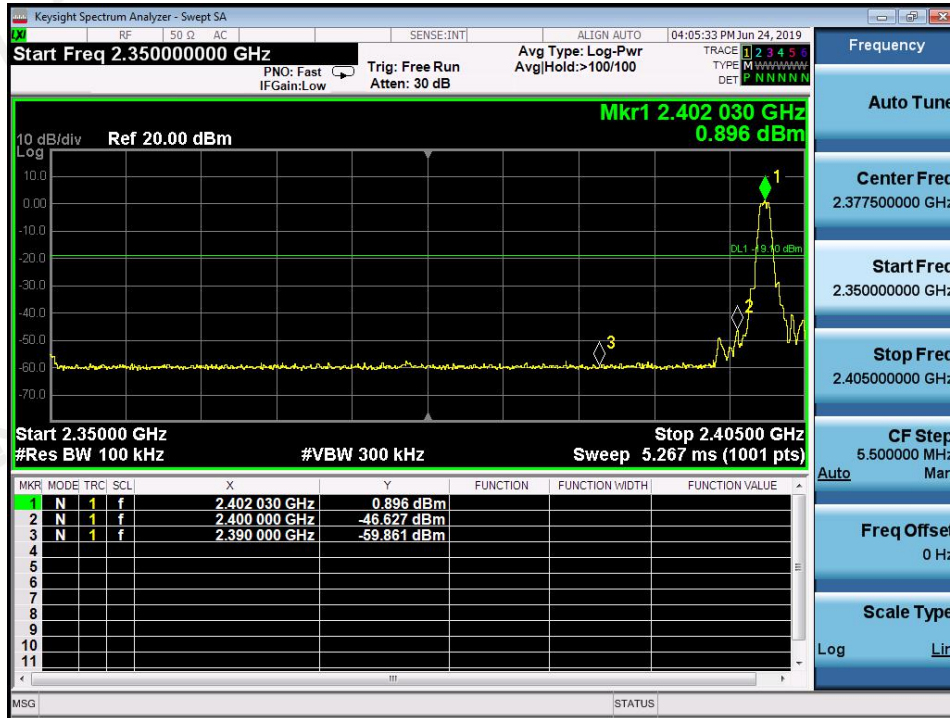 Keysight Spectrum Analyzer - Swept SA
LXI RF 50 Ω AC SENSE:INT ALIGN AUTO 04:05:33 PM Jun 24, 2019
Start Freq 2.350000000 GHz
PNO: Fast
IFGain:Low
Trig: Free Run
Atten: 30 dB
Avg Type: Log-Pwr
Avg|Hold:>100/100
TRACE 1 2 3 4 5 6
TYPE M WWWWW
DET P N N N N N
Mkr1 2.402 030 GHz
0.896 dBm
10 dB/div Ref 20.00 dBm
Log
10.0
0.00
-10.0
-20.0
-30.0
-40.0
-50.0
-60.0
-70.0
1
DL1 -19.10 dBm
2
3
Start 2.35000 GHz Stop 2.40500 GHz
#Res BW 100 kHz #VBW 300 kHz Sweep 5.267 ms (1001 pts)
MKR MODE TRC SCL X Y FUNCTION FUNCTION WIDTH FUNCTION VALUE
1 N 1 f 2.402 030 GHz 0.896 dBm
2 N 1 f 2.400 000 GHz -46.627 dBm
3 N 1 f 2.390 000 GHz -59.861 dBm
4
5
6
7
8
9
10
11
MSG STATUS
Frequency
Auto Tune
Center Freq
2.377500000 GHz
Start Freq
2.350000000 GHz
Stop Freq
2.405000000 GHz
CF Step
5.500000 MHz
Auto Man
Freq Offset
0 Hz
Scale Type
Log Lin